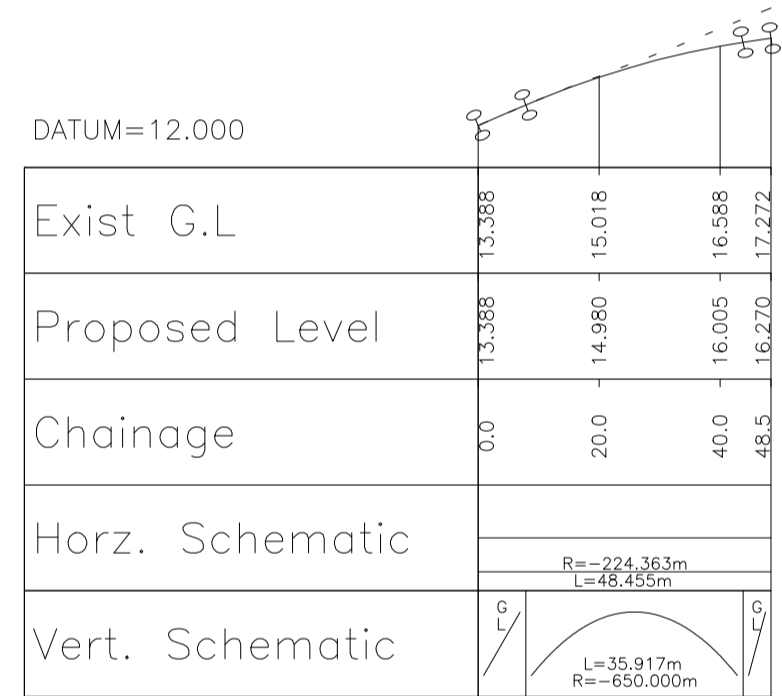 DATUM=12.000
Exist G.L
13.388
15.018
16.588
17.272
Proposed Level
13.388
14.980
16.005
16.270
Chainage
0.0
20.0
40.0
48.5
Horz. Schematic
R=-224.363m
L=48.455m
Vert. Schematic
G
L
L=35.917m
R=-650.000m
G
L